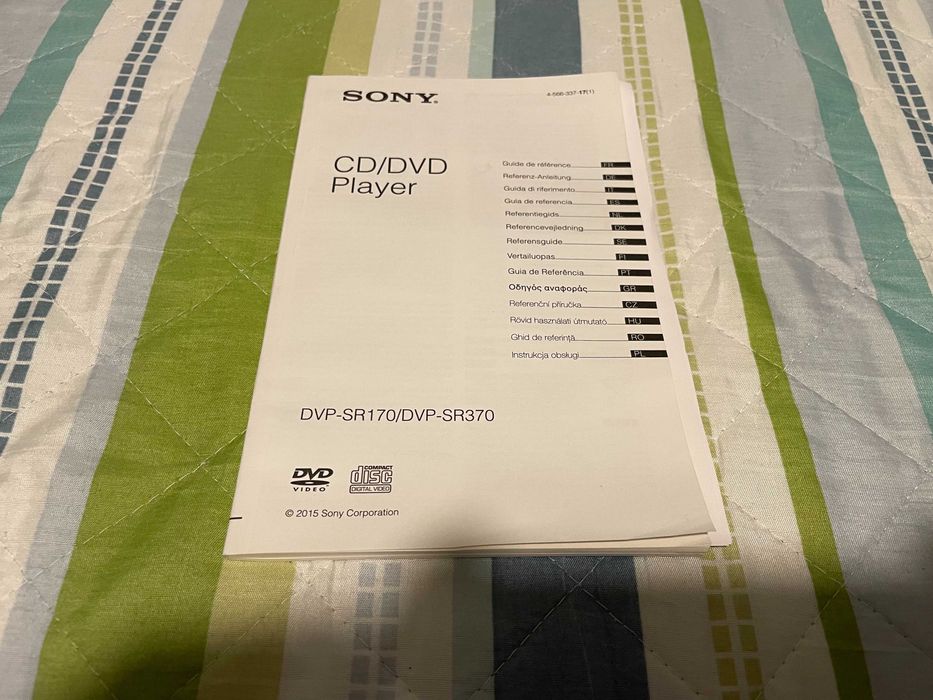 SONY®
4-566-337-17(1)
CD/DVD
Player
Guide de référence FR
Referenz-Anleitung DE
Guida di riferimento IT
Guía de referencia ES
Referentiegids NL
Referencevejledning DK
Referensguide SE
Vertailuopas FI
Guia de Referência PT
Οδηγός αναφοράς GR
Referenční příručka CZ
Rövid használati útmutató HU
Ghid de referinţă RO
Instrukcja obsługi PL
DVP-SR170/DVP-SR370
DVD
VIDEO™
COMPACT
disc
DIGITAL VIDEO
© 2015 Sony Corporation